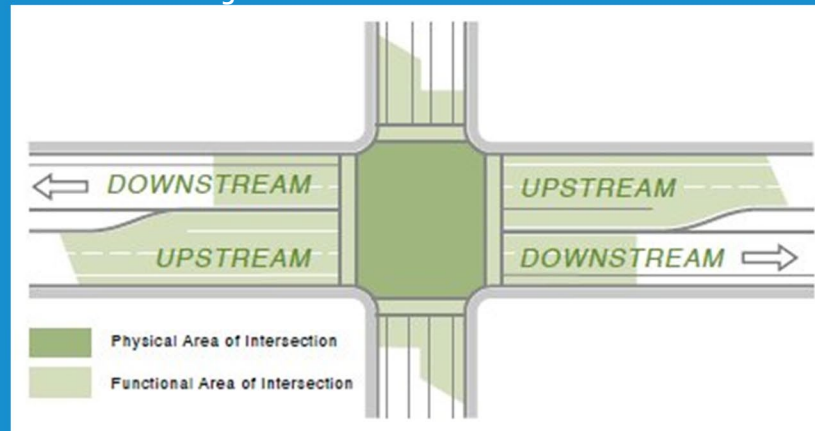 DOWNSTREAM
UPSTREAM
UPSTREAM
DOWNSTREAM
Physical Area of Intersection
Functional Area of Intersection